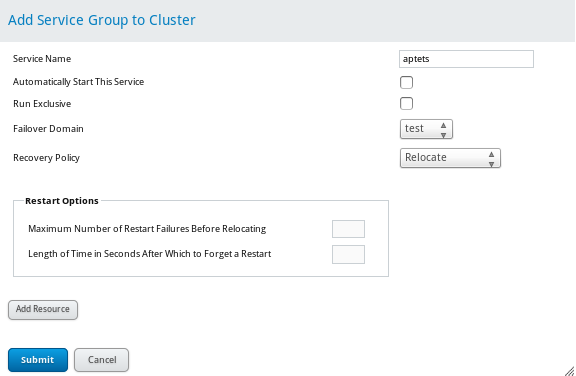 Add Service Group to Cluster
Service Name aptets
Automatically Start This Service
Run Exclusive
Failover Domain test
Recovery Policy Relocate
Restart Options
Maximum Number of Restart Failures Before Relocating
Length of Time in Seconds After Which to Forget a Restart
Add Resource
Submit Cancel